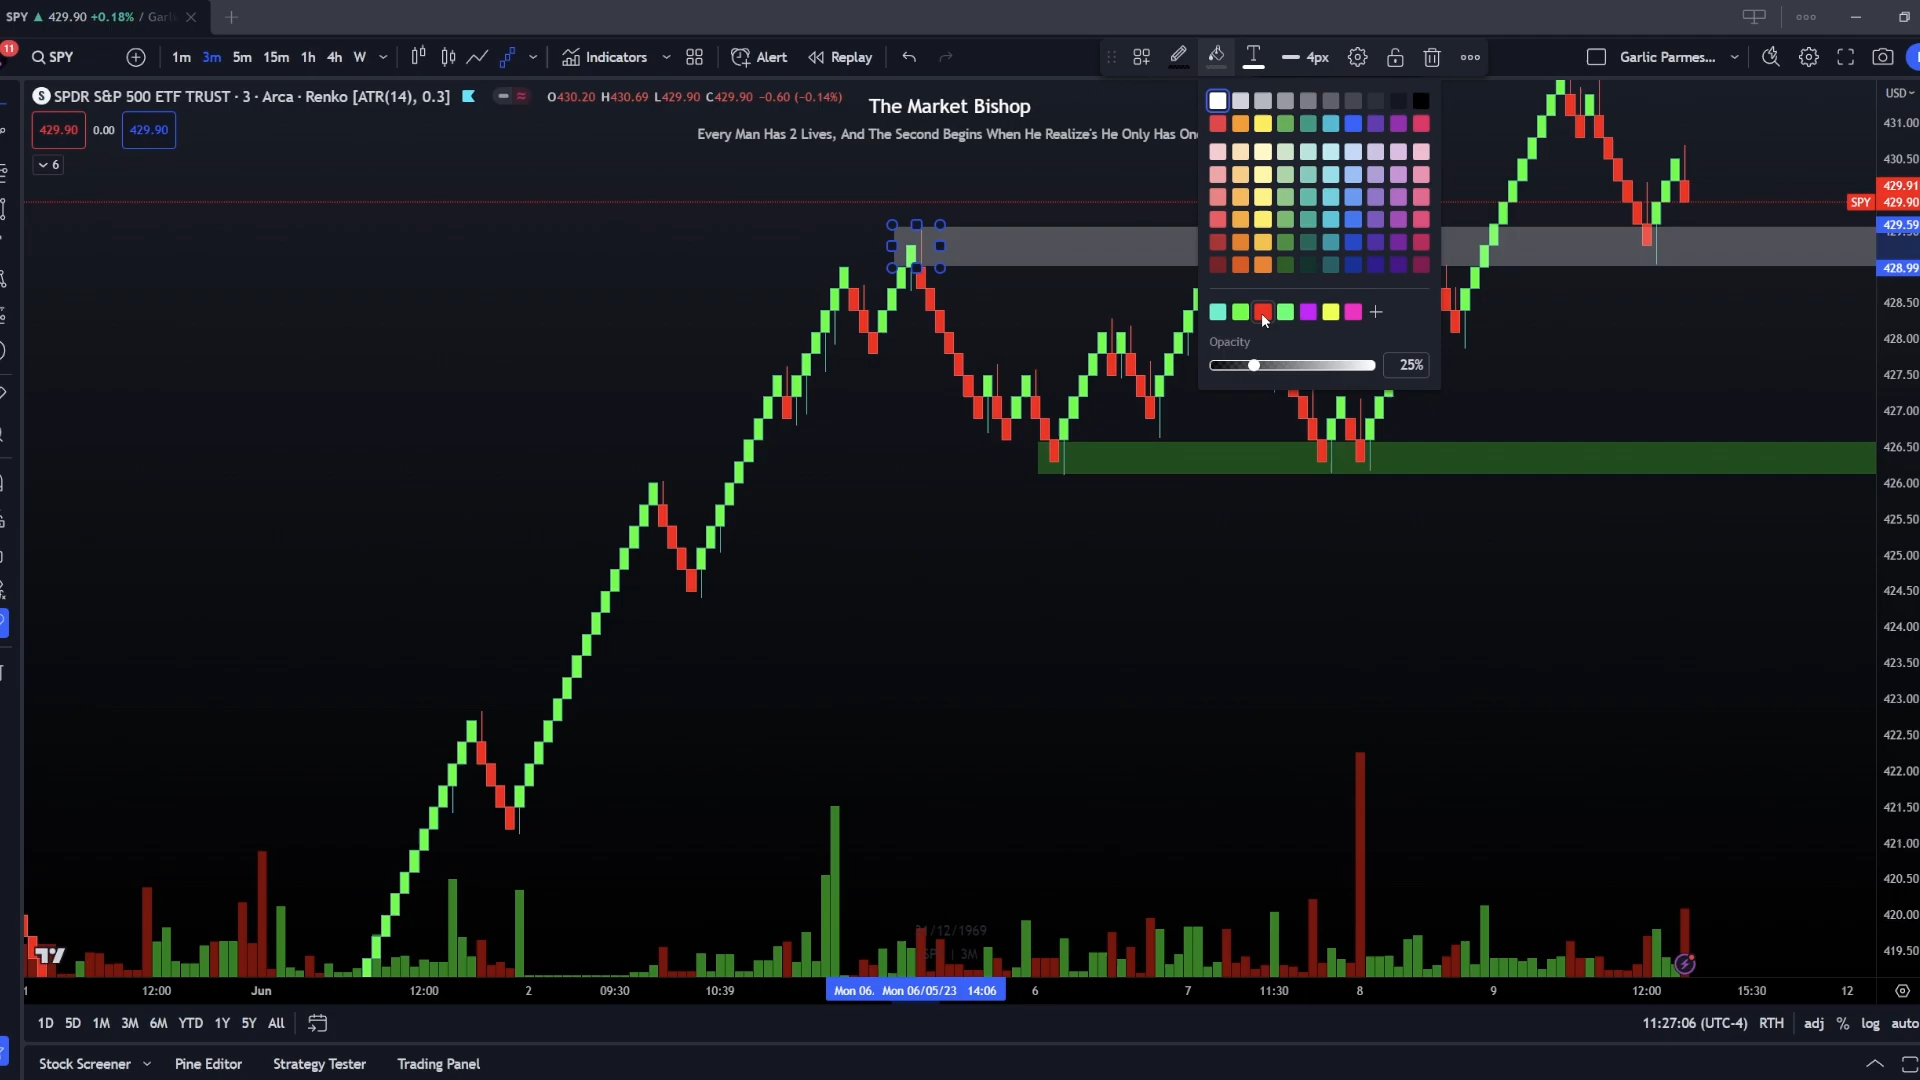 SPY ▲ 429.90 +0.18% / Garli
11
SPY
1m 3m 5m 15m 1h 4h W
Indicators
Alert
Replay
4px
Garlic Parmes...
S SPDR S&P 500 ETF TRUST · 3 · Arca · Renko [ATR(14), 0.3]
O430.20 H430.69 L429.90 C429.90 −0.60 (−0.14%)
The Market Bishop
Every Man Has 2 Lives, And The Second Begins When He Realize's He Only Has On
429.90 0.00 429.90
6
Opacity
25%
USD
431.00
430.50
429.91
SPY 429.90
429.59
428.99
428.50
428.00
427.50
427.00
426.50
426.00
425.50
425.00
424.50
424.00
423.50
423.00
422.50
422.00
421.50
421.00
420.50
420.00
419.50
/12/1969
3M
12:00 Jun 12:00 2 09:30 10:39 Mon 06. Mon 06/05/23 14:06 6 7 11:30 8 9 12:00 15:30 12
1D 5D 1M 3M 6M YTD 1Y 5Y All
11:27:06 (UTC-4) RTH adj % log auto
Stock Screener Pine Editor Strategy Tester Trading Panel